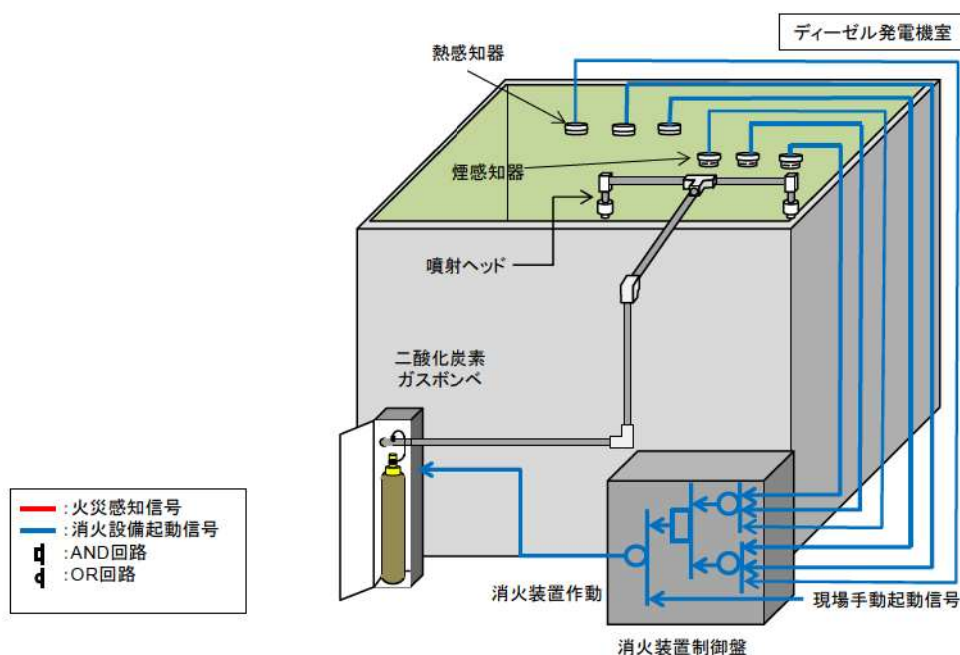 ディーゼル発電機室
熱感知器
煙感知器
噴射ヘッド
二酸化炭素
ガスボンベ
:火災感知信号
:消火設備起動信号
:AND回路
:OR回路
消火装置作動
現場手動起動信号
消火装置制御盤